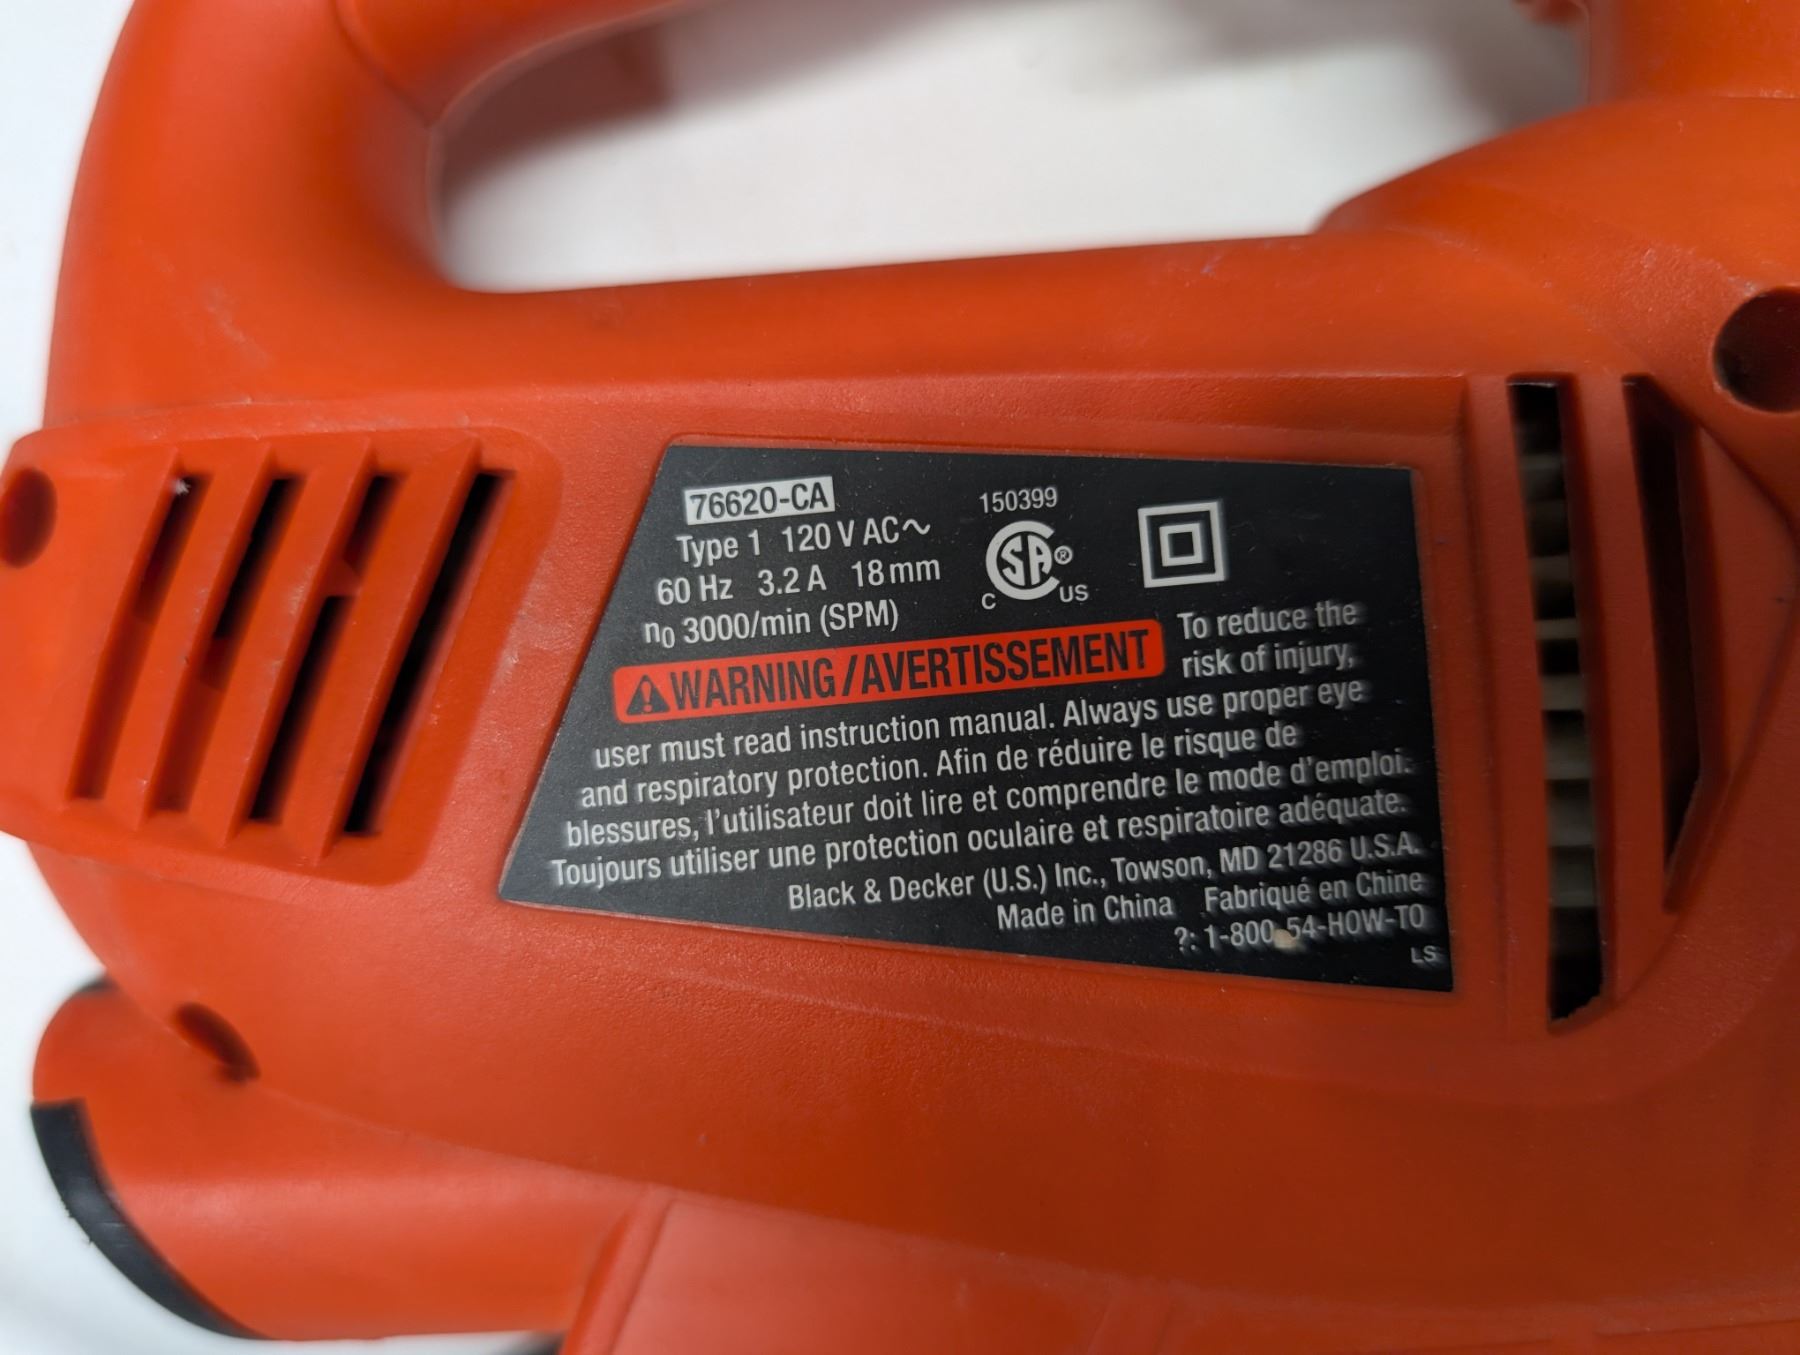 76620-CA
150399
Type 1 120 V AC~
60 Hz 3.2 A 18mm
SA®
C US
n0 3000/min (SPM)
WARNING/AVERTISSEMENT To reduce the
risk of injury,
user must read instruction manual. Always use proper eye
and respiratory protection. Afin de réduire le risque de
blessures, l'utilisateur doit lire et comprendre le mode d'emploi.
Toujours utiliser une protection oculaire et respiratoire adéquate.
Black & Decker (U.S.) Inc., Towson, MD 21286 U.S.A.
Made in China Fabriqué en Chine
?: 1-800-54-HOW-TO
LS